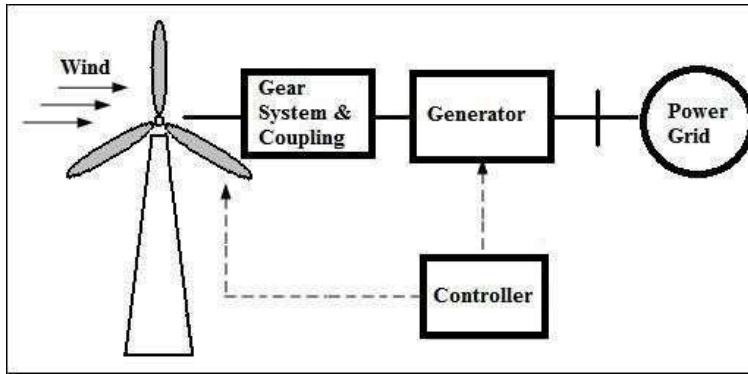 Wind
Gear
System &
Coupling
Generator
Power
Grid
Controller